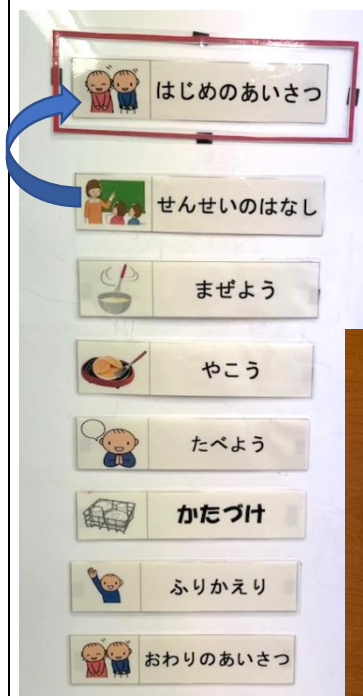 はじめのあいさつ
せんせいのはなし
まぜよう
やこう
たべよう
かたづけ
ふりかえり
おわりのあいさつ